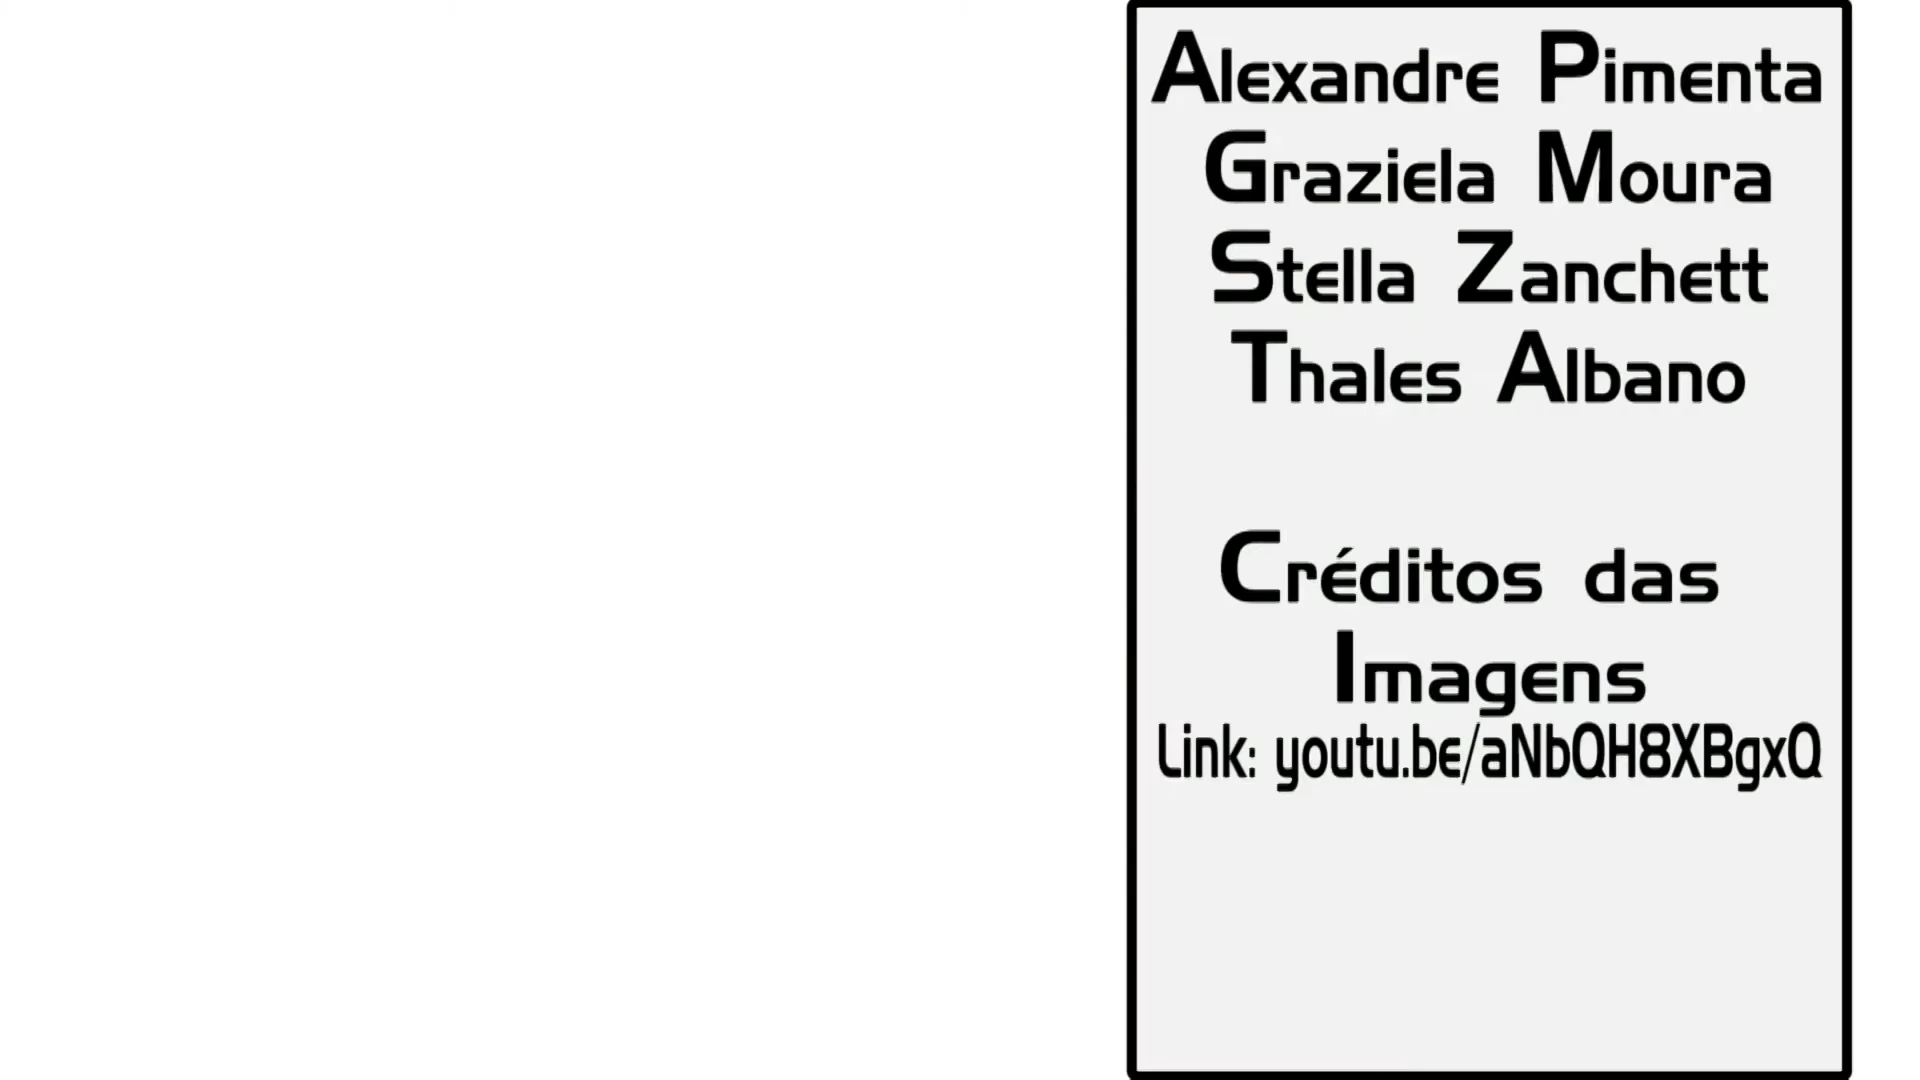 Alexandre Pimenta
Graziela Moura
Stella Zanchett
Thales Albano
Créditos das
Imagens
Link: youtu.be/aNbQH8XBgxQ